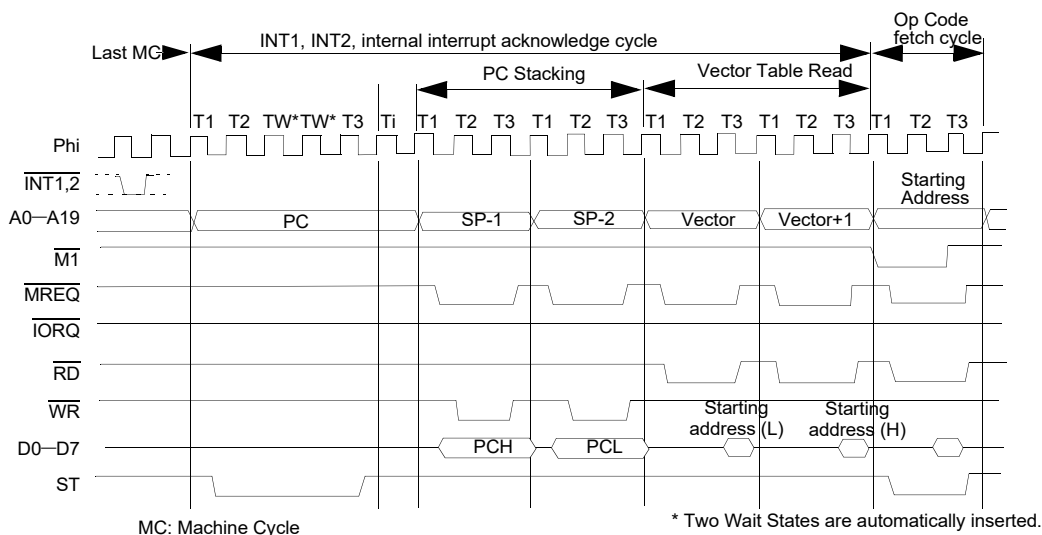 Op Code
fetch cycle
Last MC
INT1, INT2, internal interrupt acknowledge cycle
PC Stacking
Vector Table Read
T1 T2 TW* TW* T3 Ti T1 T2 T3 T1 T2 T3 T1 T2 T3 T1 T2 T3 T1 T2 T3
Phi
INT1,2
Starting
Address
A0—A19
PC SP-1 SP-2 Vector Vector+1
M1
MREQ
IORQ
RD
WR
Starting
address (L)
Starting
address (H)
D0—D7
PCH PCL
ST
MC: Machine Cycle
* Two Wait States are automatically inserted.